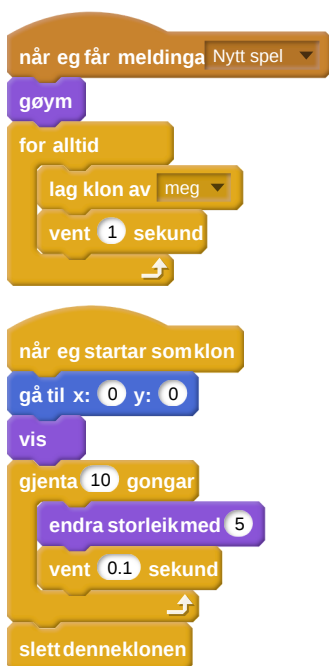 når eg får meldinga Nytt spel
gøym
for alltid
lag klon av meg
vent 1 sekund
når eg startar som klon
gå til x: 0 y: 0
vis
gjenta 10 gongar
endra storleik med 5
vent 0.1 sekund
slett denne klonen